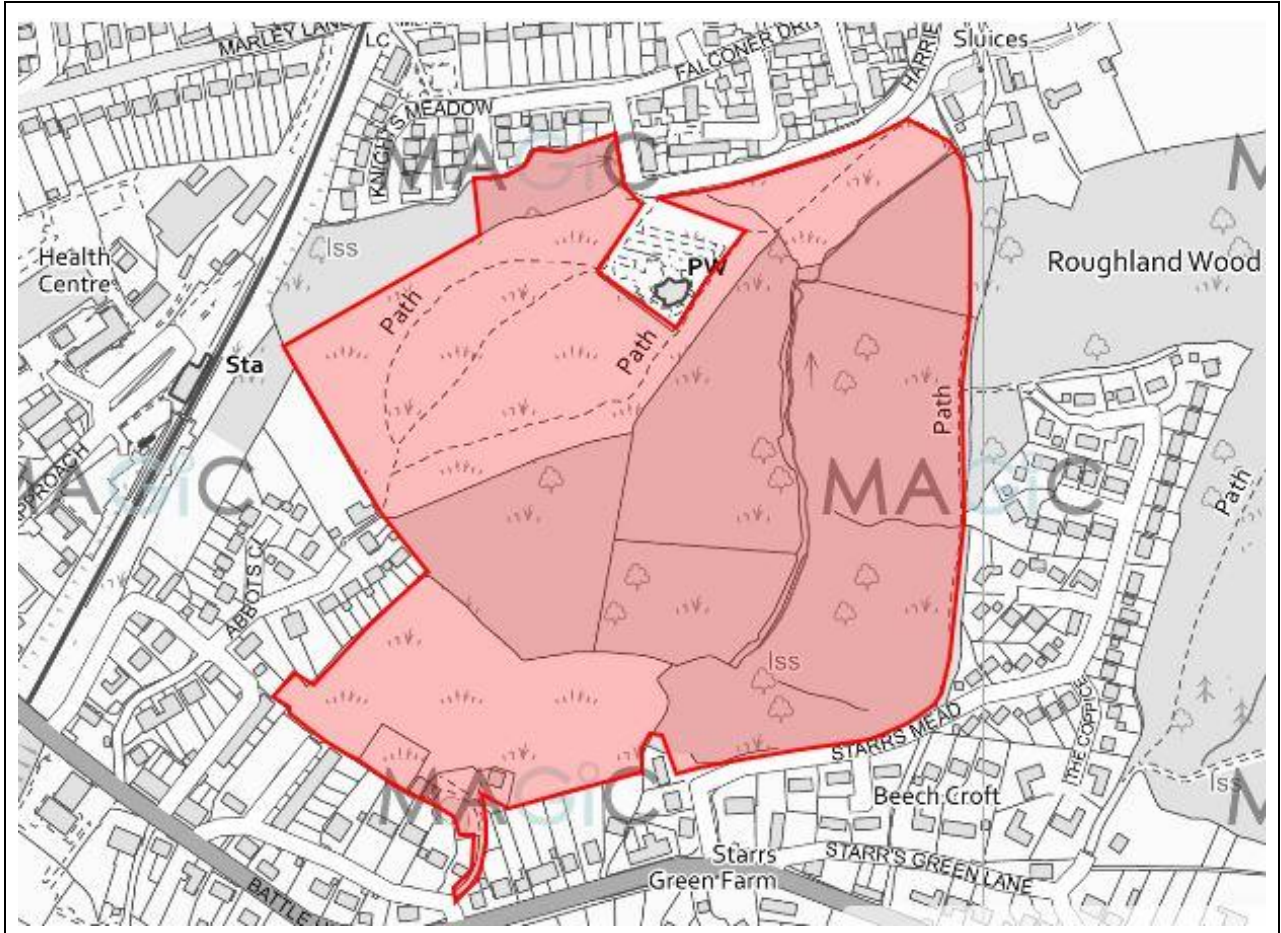 MARLEY LANE
LC
FALCONER DRIV
HARRIE
Sluices
KNIGHTS MEADOW
MAGiC
M
Iss
Health
Centre
PW
Roughland Wood
Path
Path
Sta
Path
MAGiC
MAGiC
M
APPROACH
Path
ABBOTS CL
Iss
STARRS MEAD
THE COPPICE
Iss
MAGiC
M
Beech Croft
Starrs
Green Farm
STARR'S GREEN LANE
BATTLE